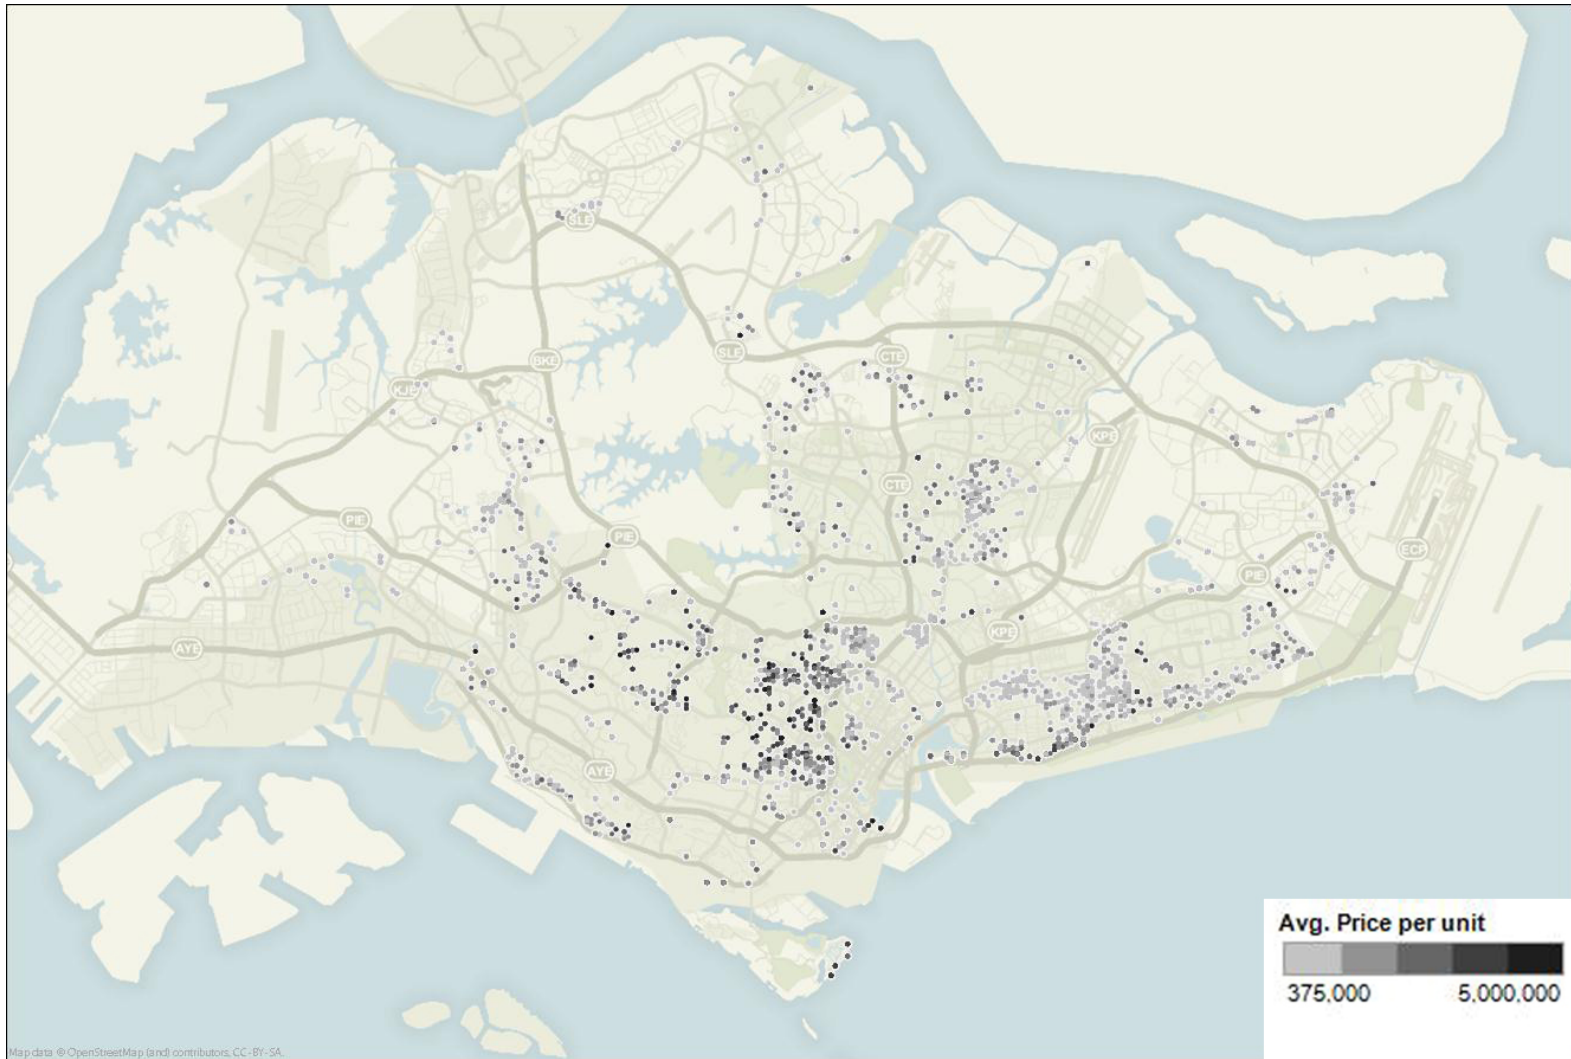 SLE
SLE
BKE
CTE
KJE
KPE
CTE
PIE
PIE
ECP
PIE
KPE
AYE
AYE
Avg. Price per unit
375,000 5,000,000
Map data © OpenStreetMap (and) contributors, CC-BY-SA.